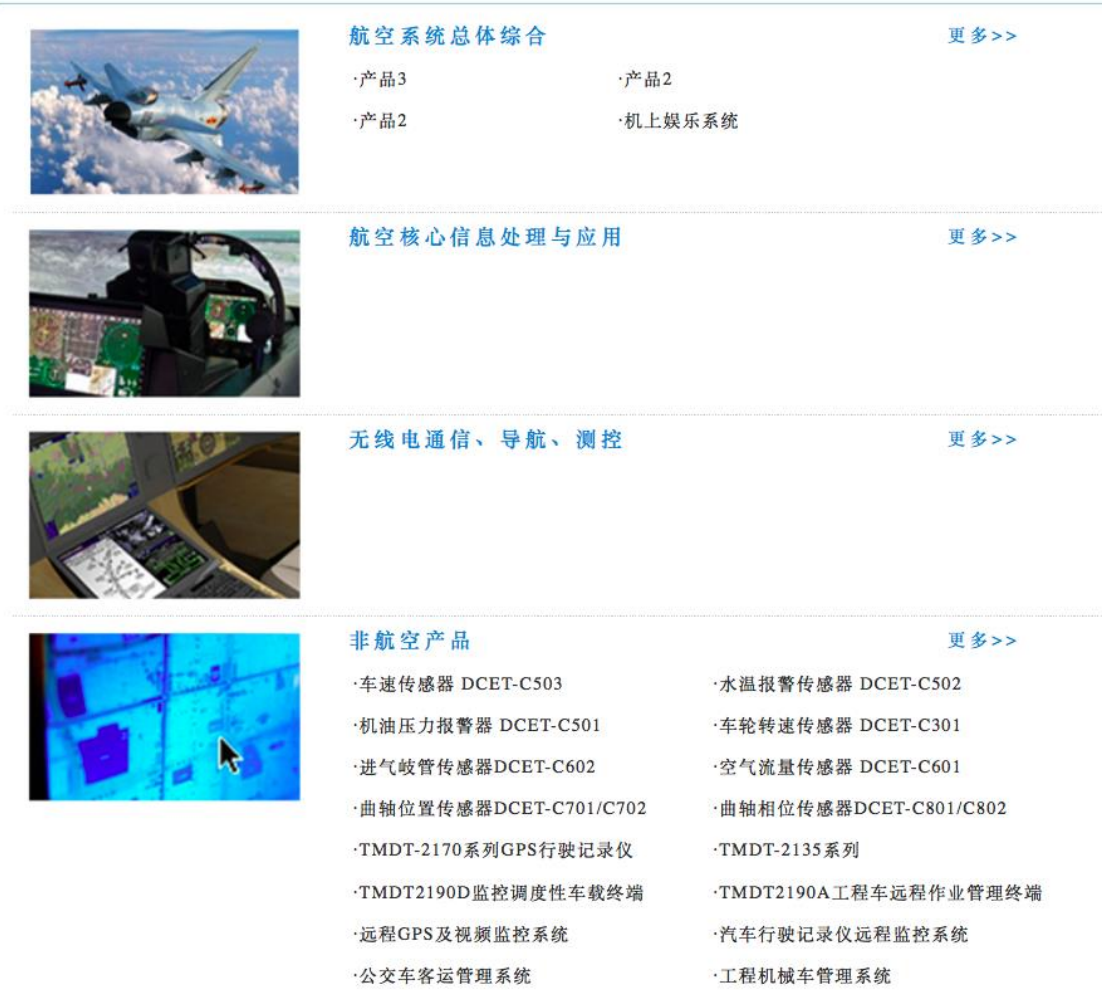 航空系统总体综合 更多>>
·产品3 ·产品2
·产品2 ·机上娱乐系统
航空核心信息处理与应用 更多>>
无线电通信、导航、测控 更多>>
非航空产品 更多>>
·车速传感器 DCET-C503 ·水温报警传感器 DCET-C502
·机油压力报警器 DCET-C501 ·车轮转速传感器 DCET-C301
·进气岐管传感器DCET-C602 ·空气流量传感器 DCET-C601
·曲轴位置传感器DCET-C701/C702 ·曲轴相位传感器DCET-C801/C802
·TMDT-2170系列GPS行驶记录仪 ·TMDT-2135系列
·TMDT2190D监控调度性车载终端 ·TMDT2190A工程车远程作业管理终端
·远程GPS及视频监控系统 ·汽车行驶记录仪远程监控系统
·公交车客运管理系统 ·工程机械车管理系统